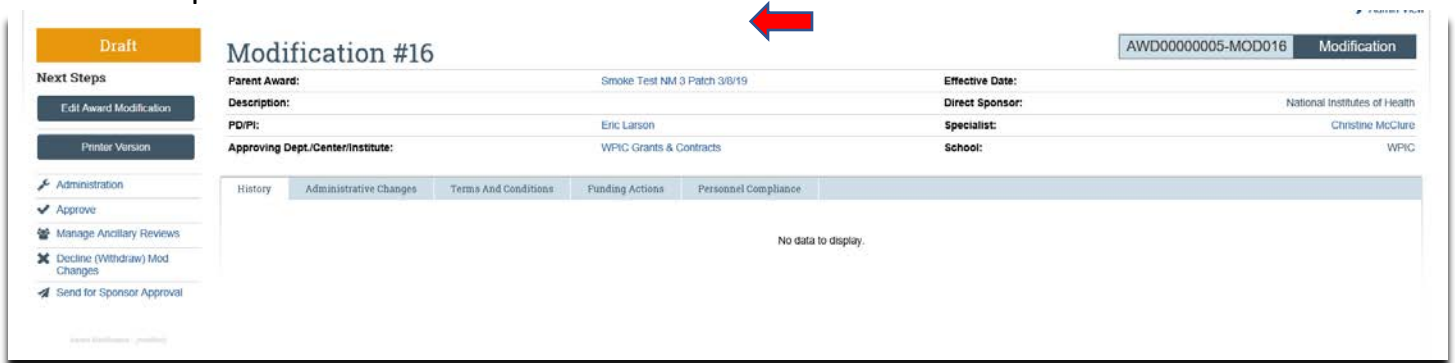 Draft
Modification #16
AWD00000005-MOD016 Modification
Next Steps
Edit Award Modification
Printer Version
Administration
Approve
Manage Ancillary Reviews
Decline (Withdraw) Mod
Changes
Send for Sponsor Approval
Parent Award: Smoke Test NM 3 Patch 3/8/19 Effective Date:
Description: Direct Sponsor: National Institutes of Health
PD/PI: Eric Larson Specialist: Christine McClure
Approving Dept./Center/Institute: WPIC Grants & Contracts School: WPIC
History Administrative Changes Terms And Conditions Funding Actions Personnel Compliance
No data to display.